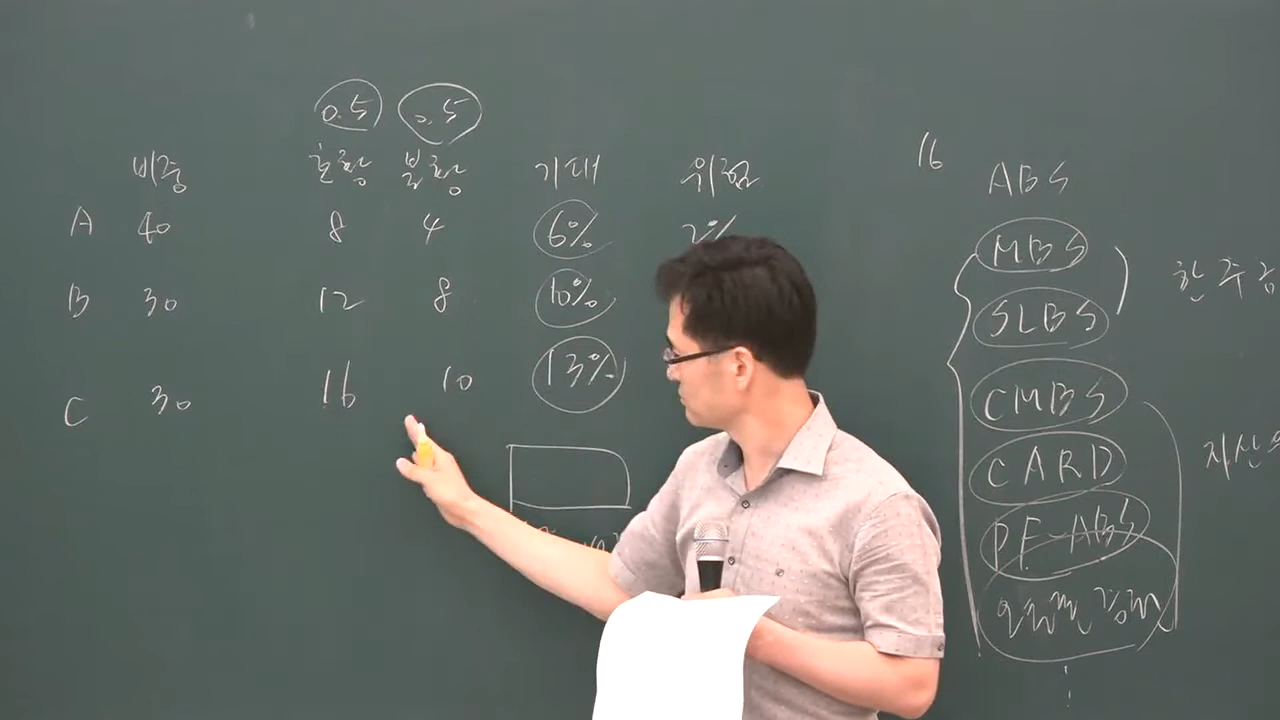 0.5 0.5
비중 호황 불황 기대 위험
A 40 8 4 6% 2%
B 30 12 8 10%
C 30 16 10 13%
16
ABS
MBS
SLBS
한주
CMBS
CARD
자산
PF-ABS